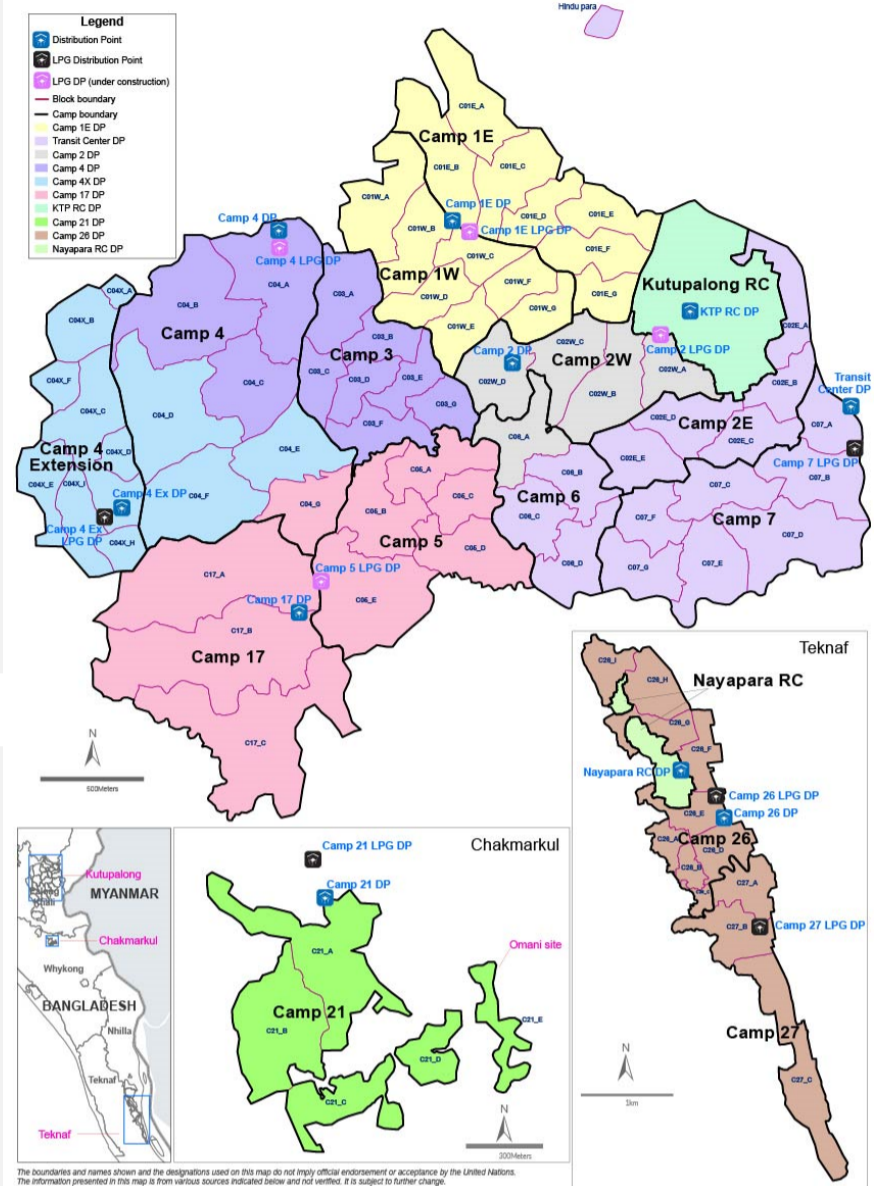 Hindu para
Legend
Distribution Point
LPG Distribution Point
LPG DP (under construction)
Block boundary
Camp boundary
Camp 1E DP
Transit Center DP
Camp 2 DP
Camp 4 DP
Camp 4X DP
Camp 17 DP
KTP RC DP
Camp 21 DP
Camp 26 DP
Nayapara RC DP
C01E_A
Camp 1E
C01E_B
C01E_C
C01W_A
Camp 1E DP
C01E_D
C01E_E
C01W_B
Camp 1E LPG DP
C01E_F
C01W_C
Camp 1W
C01W_D
C01W_F
C01W_G
C01E_G
C01W_E
Camp 4 DP
Camp 4 LPG DP
C04_A
C04_B
Camp 4
C04_C
C04_D
C04_E
C04_F
C04_G
C03_A
C03_B
Camp 3
C03_C
C03_D
C03_E
C03_F
C03_G
C04X_A
C04X_B
C04X_F
C04X_C
Camp 4
Extension
C04X_D
C04X_E
C04X_I
Camp 4 Ex DP
Camp 4 Ex
LPG DP
C04X_H
Kutupalong RC
KTP RC DP
Camp 2 LPG DP
Camp 2 DP
C02W_C
Camp 2W
C02W_D
C02W_A
C02W_B
C02E_A
C02E_B
Camp 2E
C02E_D
C02E_C
C02E_E
Transit
Center DP
C07_A
Camp 7 LPG DP
C07_B
C07_C
Camp 7
C07_F
C07_D
C07_G
C07_E
C06_A
C06_B
Camp 6
C06_C
C06_D
C05_A
C05_B
C05_C
Camp 5
C05_D
C05_E
Camp 5 LPG DP
C17_A
Camp 17 DP
C17_B
Camp 17
C17_C
N
600Meters
Teknaf
C26_I
C26_H
Nayapara RC
C26_G
C26_F
Nayapara RC DP
Camp 26 LPG DP
C26_E
Camp 26 DP
C26_A
Camp 26
C26_D
C26_B
C27_A
C27_B
Camp 27 LPG DP
Camp 27
C27_C
N
1km
Kutupalong
MYANMAR
Chakmarkul
Whykong
BANGLADESH
Nhilla
Teknaf
Teknaf
Chakmarkul
Camp 21 LPG DP
Camp 21 DP
C21_A
Omani site
Camp 21
C21_B
C21_E
C21_D
C21_C
N
300Meters
The boundaries and names shown and the designations used on this map do not imply official endorsement or acceptance by the United Nations.
The information presented in this map is from various sources indicated below and not verified. It is subject to further change.